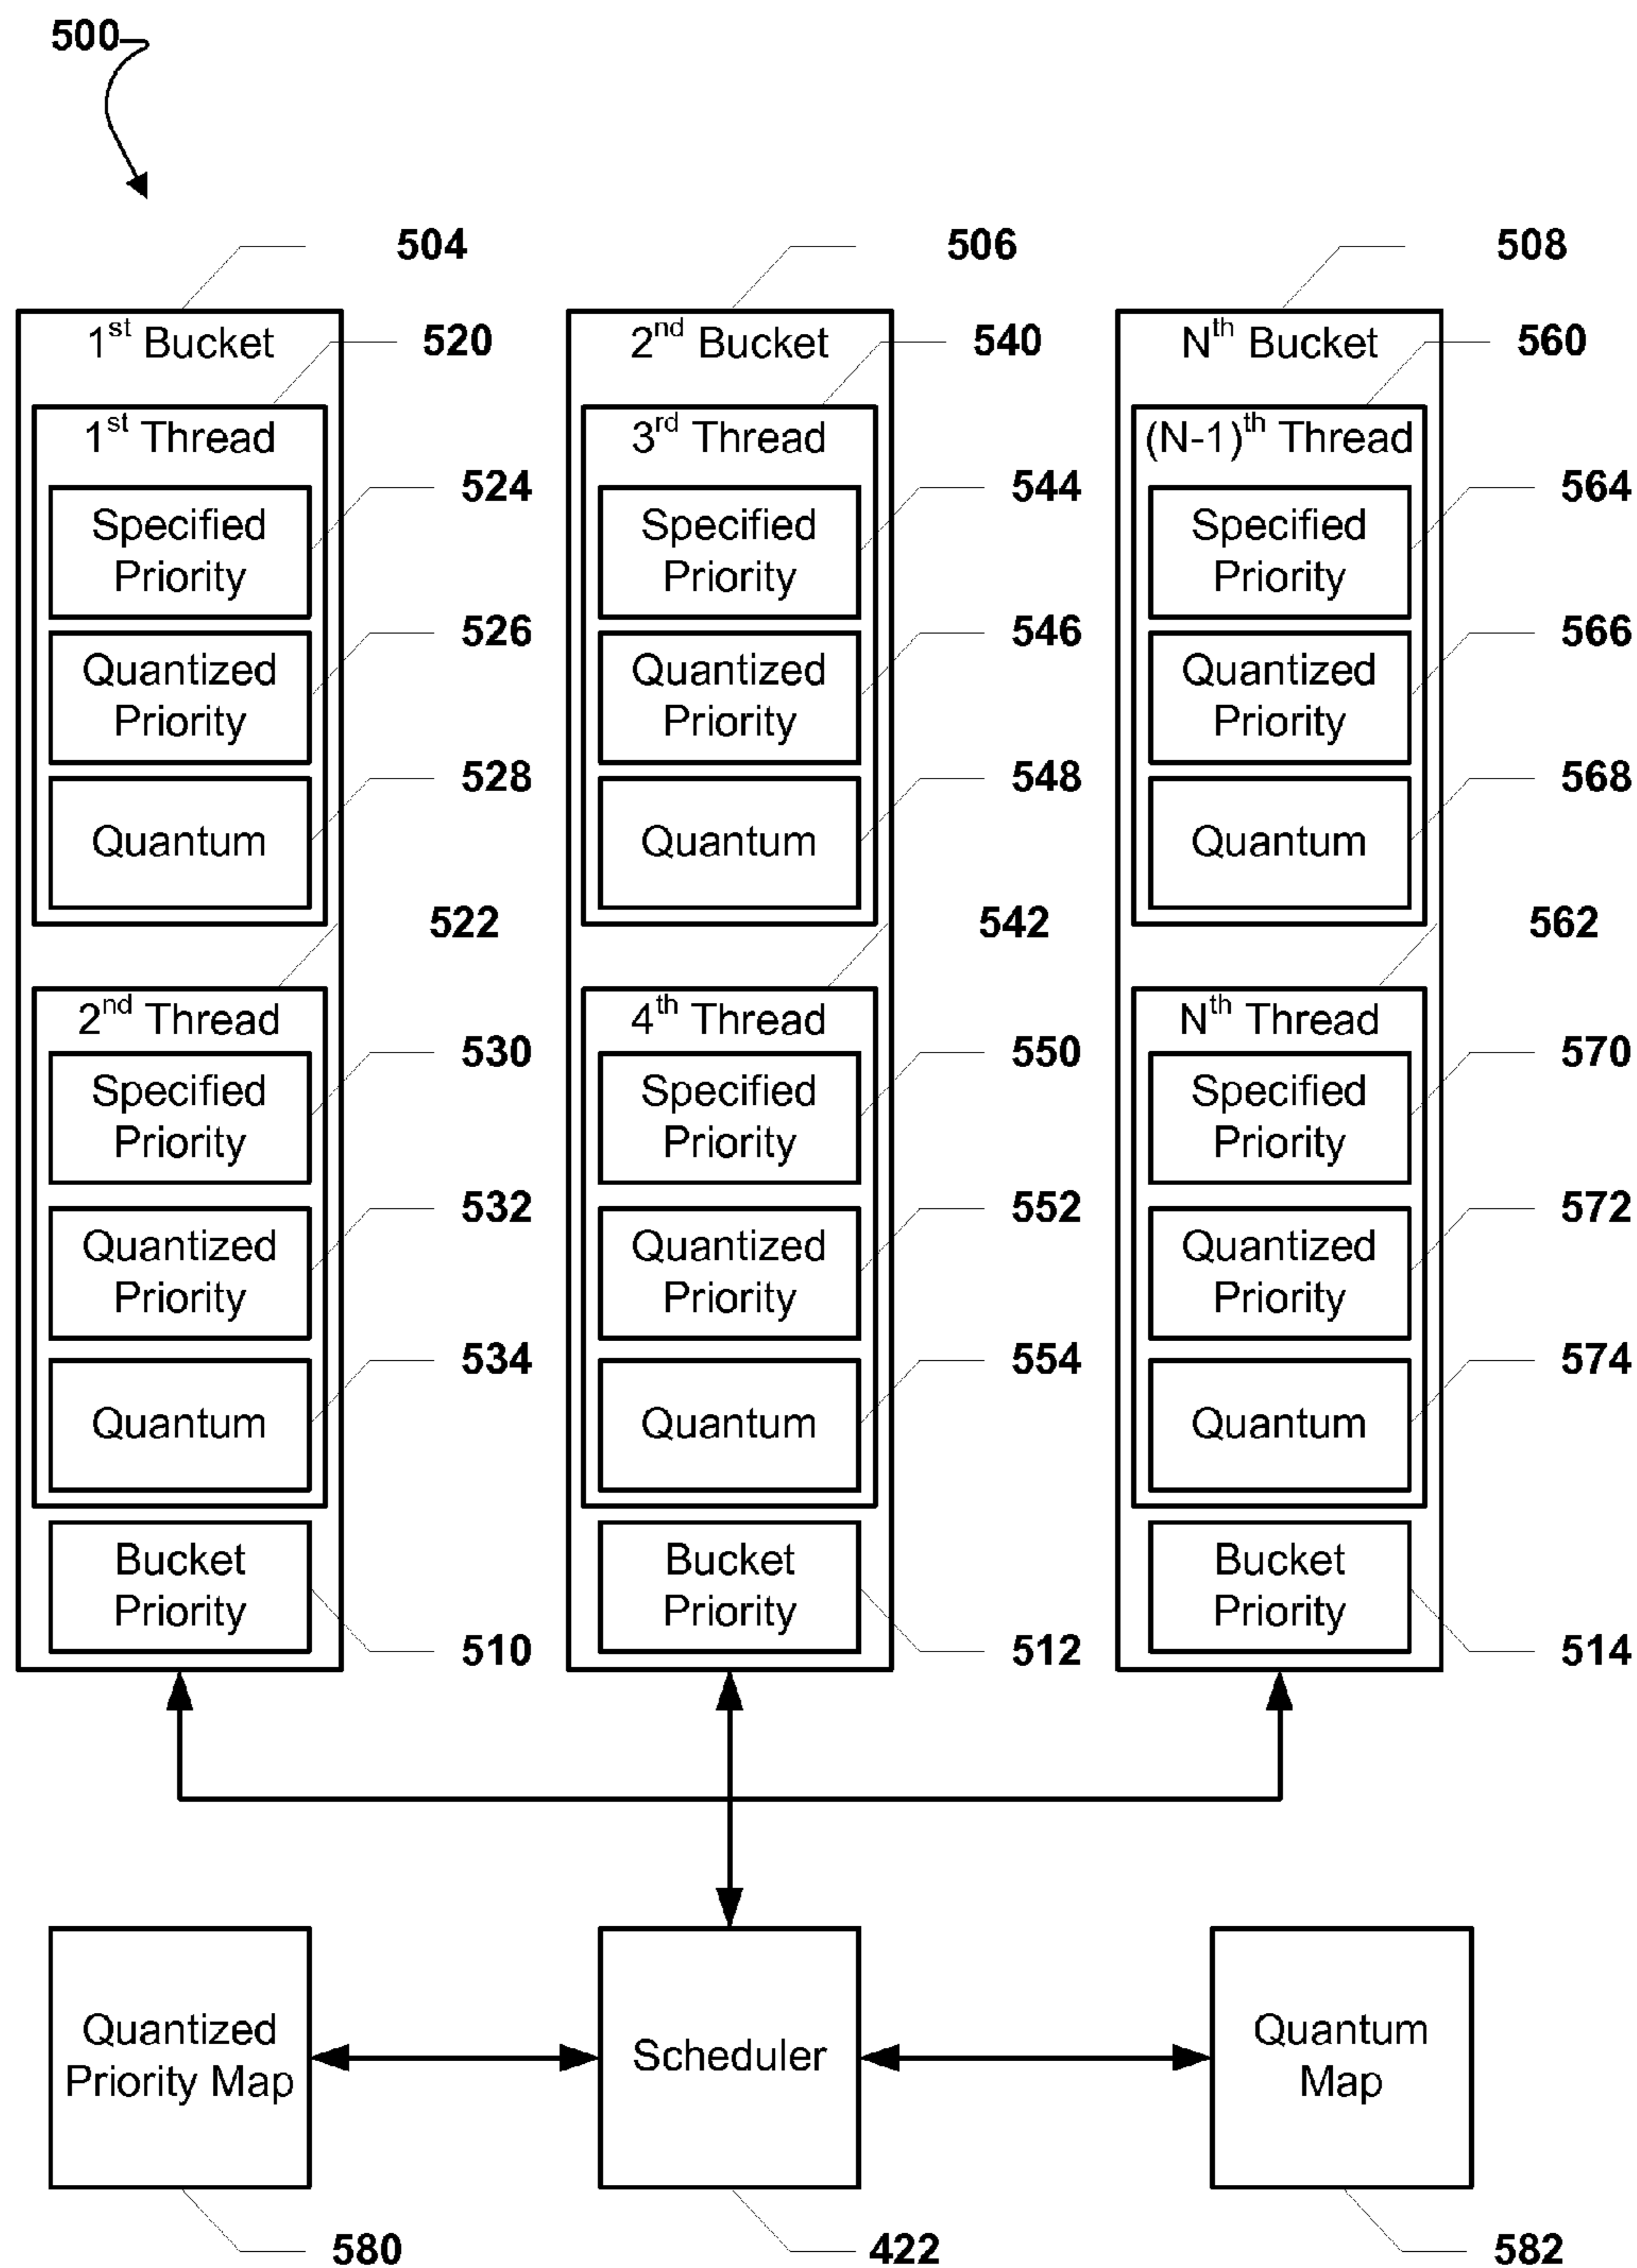 500
504
506
508
1st Bucket
520
2nd Bucket
540
Nth Bucket
560
1st Thread
3rd Thread
(N-1)th Thread
524
544
564
Specified
Priority
Specified
Priority
Specified
Priority
526
546
566
Quantized
Priority
Quantized
Priority
Quantized
Priority
528
548
568
Quantum
Quantum
Quantum
522
542
562
2nd Thread
4th Thread
Nth Thread
530
550
570
Specified
Priority
Specified
Priority
Specified
Priority
532
552
572
Quantized
Priority
Quantized
Priority
Quantized
Priority
534
554
574
Quantum
Quantum
Quantum
Bucket
Priority
Bucket
Priority
Bucket
Priority
510
512
514
Quantized
Priority Map
Scheduler
Quantum
Map
580
422
582